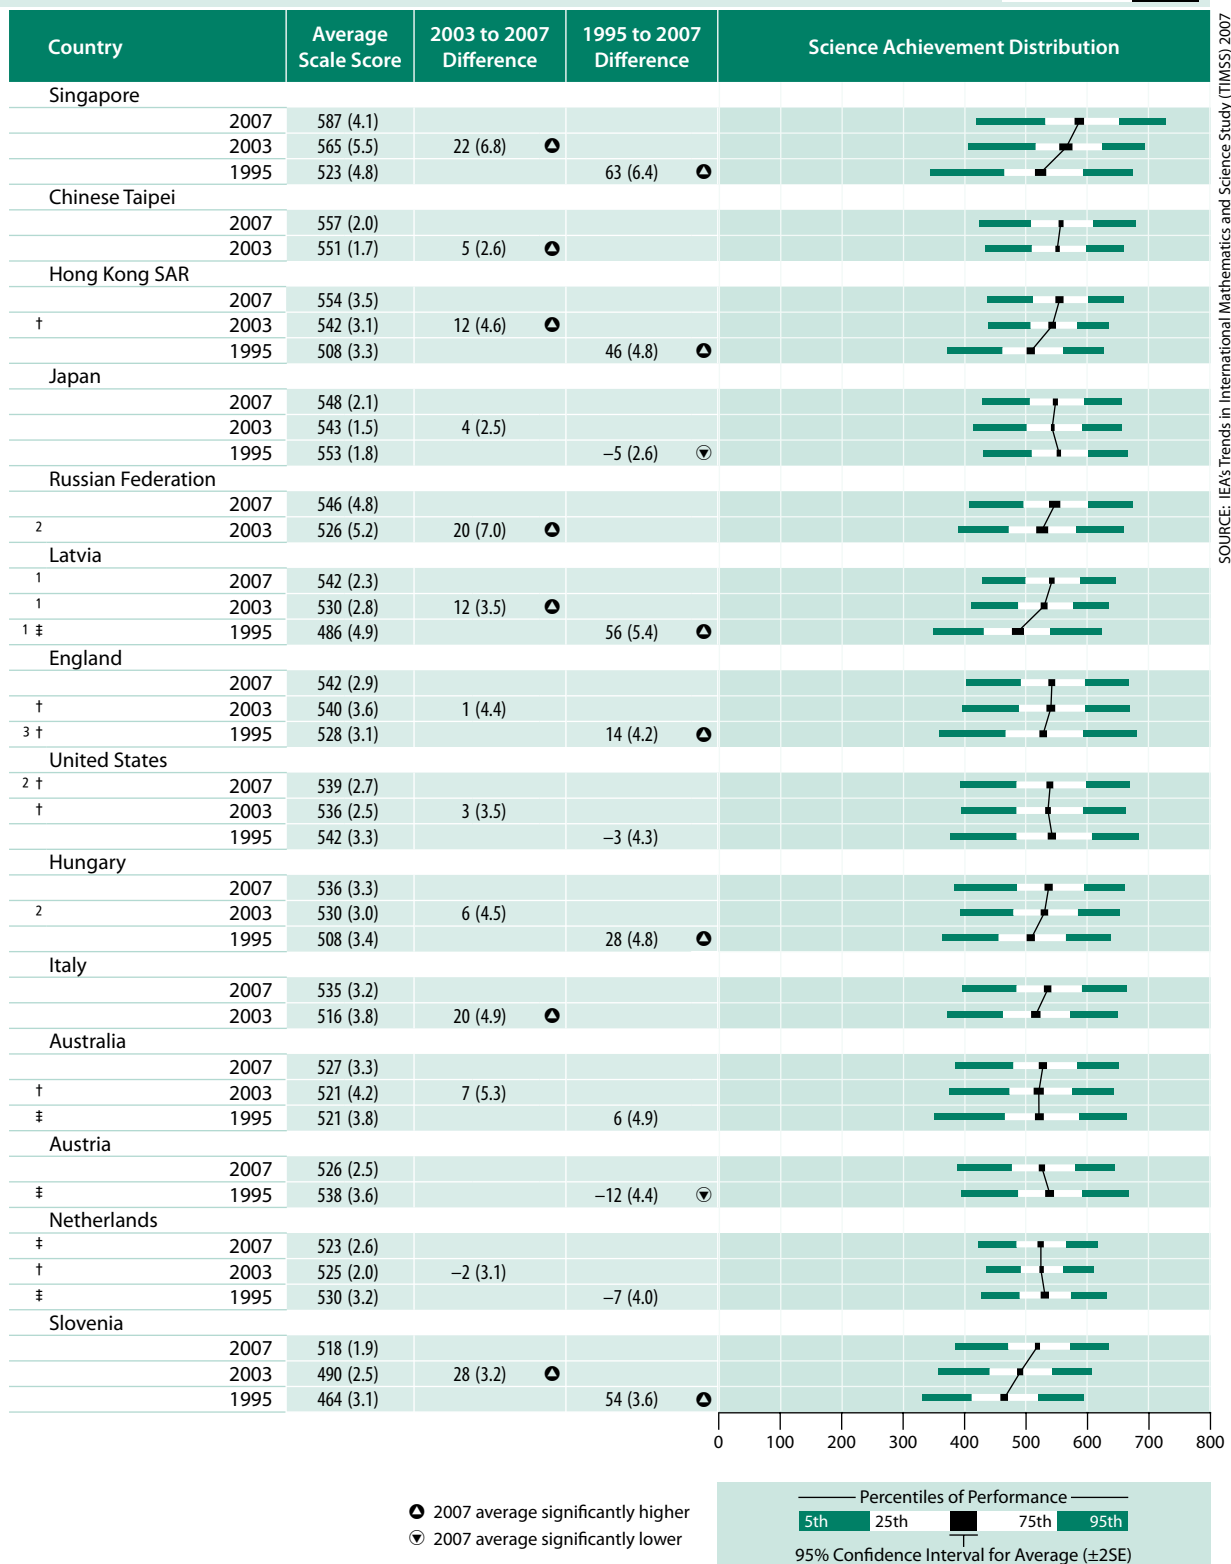 Country Average Scale Score 2003 to 2007 Difference 1995 to 2007 Difference Science Achievement Distribution
Singapore
2007 587 (4.1)
2003 565 (5.5) 22 (6.8)
1995 523 (4.8) 63 (6.4)
Chinese Taipei
2007 557 (2.0)
2003 551 (1.7) 5 (2.6)
Hong Kong SAR
2007 554 (3.5)
† 2003 542 (3.1) 12 (4.6)
1995 508 (3.3) 46 (4.8)
Japan
2007 548 (2.1)
2003 543 (1.5) 4 (2.5)
1995 553 (1.8) –5 (2.6)
Russian Federation
2007 546 (4.8)
2 2003 526 (5.2) 20 (7.0)
Latvia
1 2007 542 (2.3)
1 2003 530 (2.8) 12 (3.5)
1 ‡ 1995 486 (4.9) 56 (5.4)
England
2007 542 (2.9)
† 2003 540 (3.6) 1 (4.4)
3 † 1995 528 (3.1) 14 (4.2)
United States
2 † 2007 539 (2.7)
† 2003 536 (2.5) 3 (3.5)
1995 542 (3.3) –3 (4.3)
Hungary
2007 536 (3.3)
2 2003 530 (3.0) 6 (4.5)
1995 508 (3.4) 28 (4.8)
Italy
2007 535 (3.2)
2003 516 (3.8) 20 (4.9)
Australia
2007 527 (3.3)
† 2003 521 (4.2) 7 (5.3)
‡ 1995 521 (3.8) 6 (4.9)
Austria
2007 526 (2.5)
‡ 1995 538 (3.6) –12 (4.4)
Netherlands
‡ 2007 523 (2.6)
† 2003 525 (2.0) –2 (3.1)
‡ 1995 530 (3.2) –7 (4.0)
Slovenia
2007 518 (1.9)
2003 490 (2.5) 28 (3.2)
1995 464 (3.1) 54 (3.6)
0 100 200 300 400 500 600 700 800
2007 average significantly higher
2007 average significantly lower
Percentiles of Performance
5th 25th 75th 95th
95% Confidence Interval for Average (±2SE)
SOURCE: IEA's Trends in International Mathematics and Science Study (TIMSS) 2007